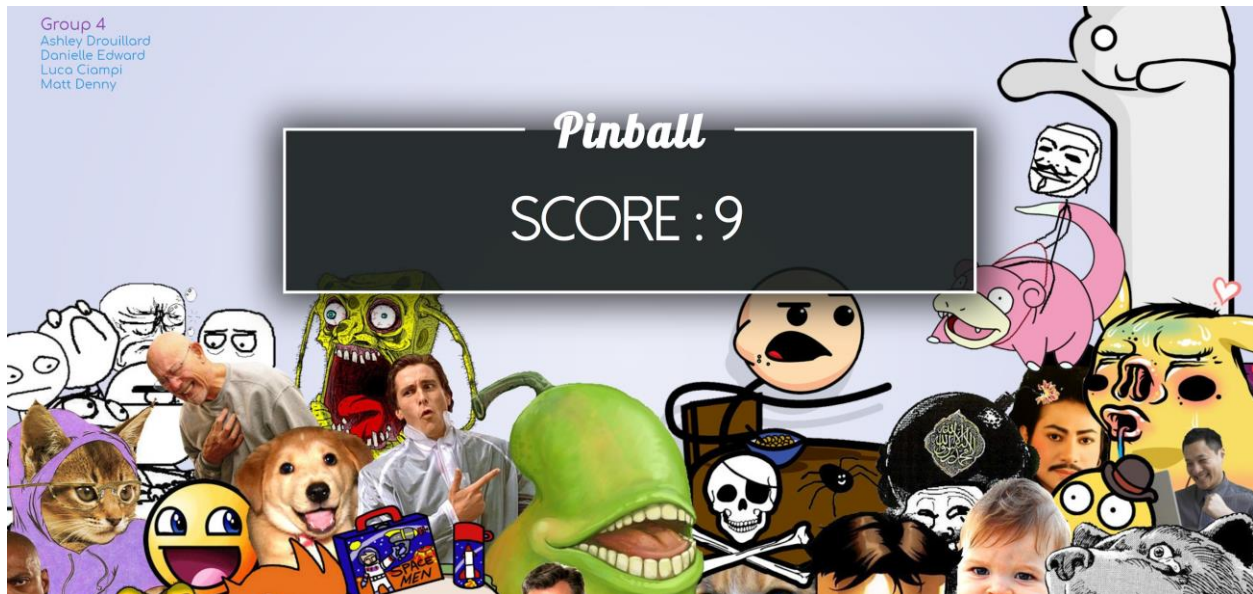 Group 4
Ashley Drouillard
Danielle Edward
Luca Ciampi
Matt Denny
Pinball
SCORE : 9
SPACE
MEN